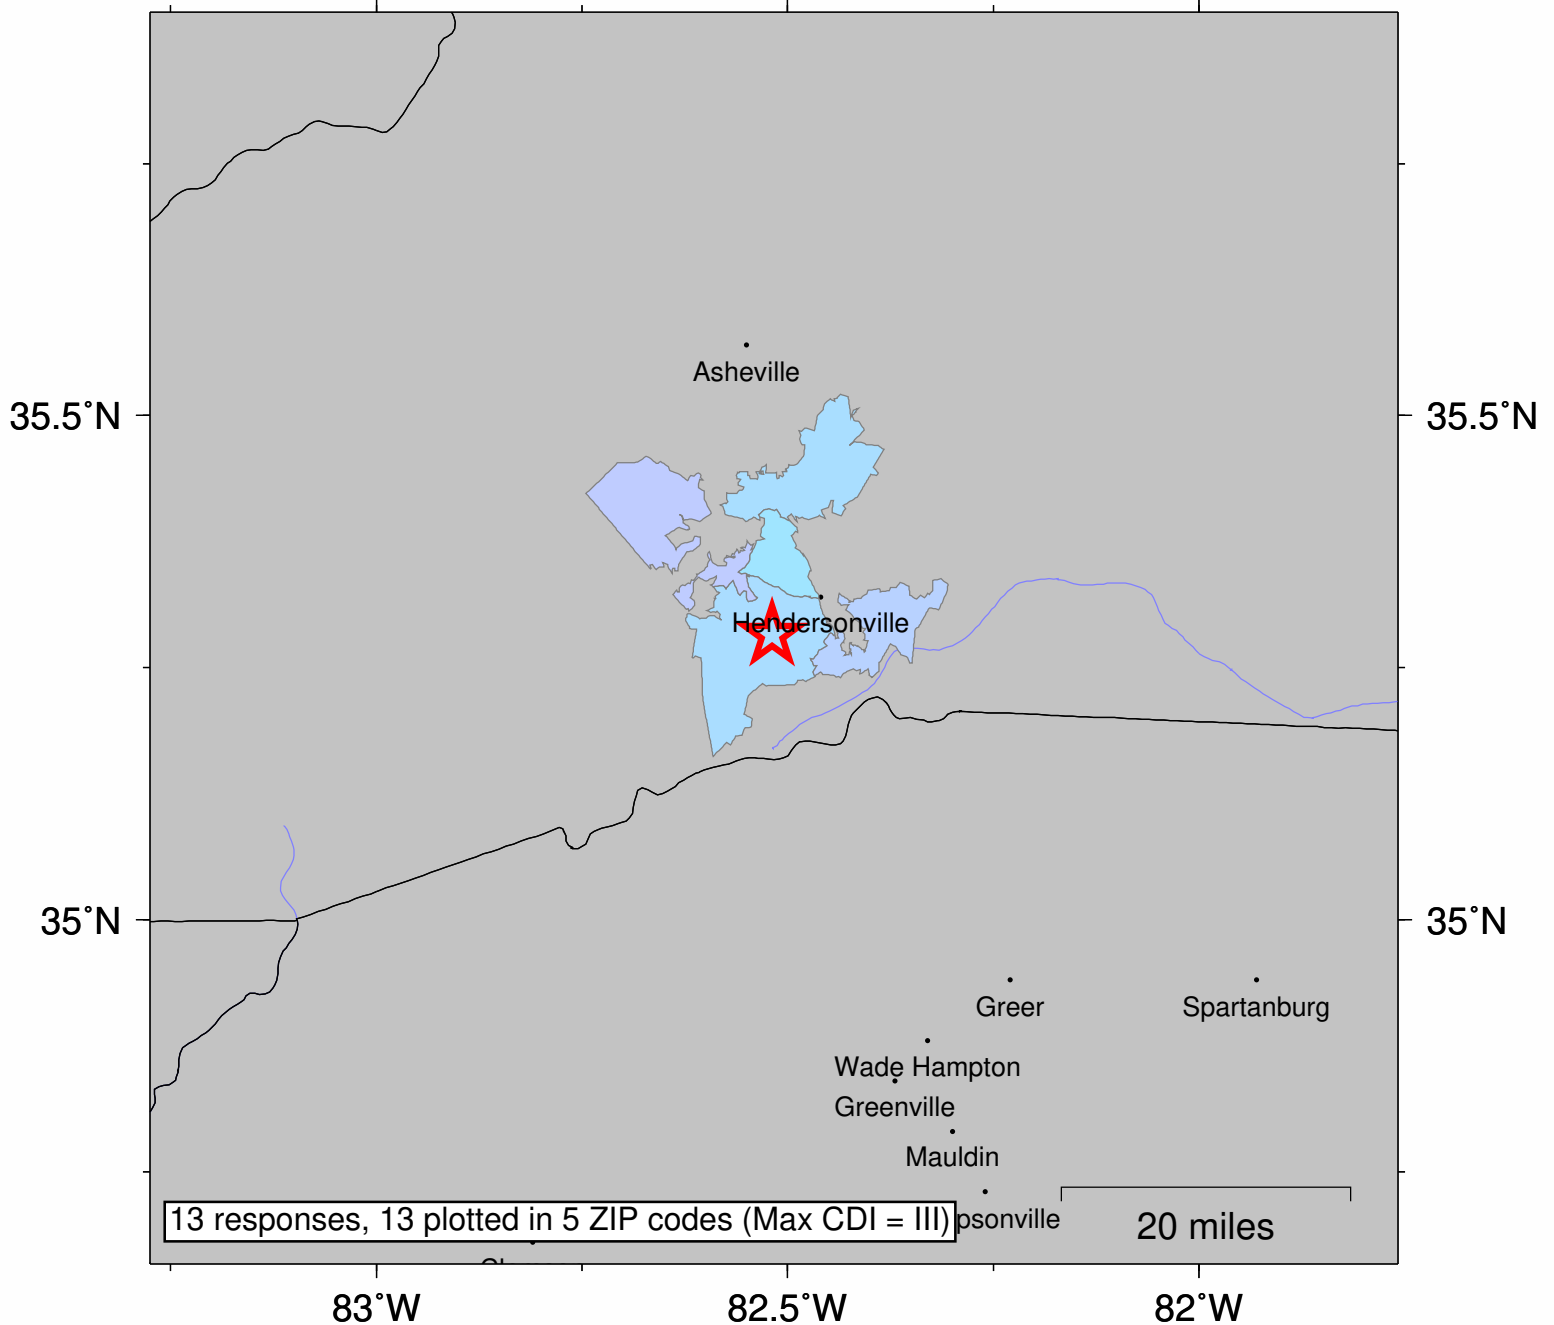 Asheville
35.5°N
35.5°N
Hendersonville
35°N
35°N
Greer
Spartanburg
Wade Hampton
Greenville
Mauldin
13 responses, 13 plotted in 5 ZIP codes (Max CDI = III)
psonville
20 miles
83°W
82.5°W
82°W